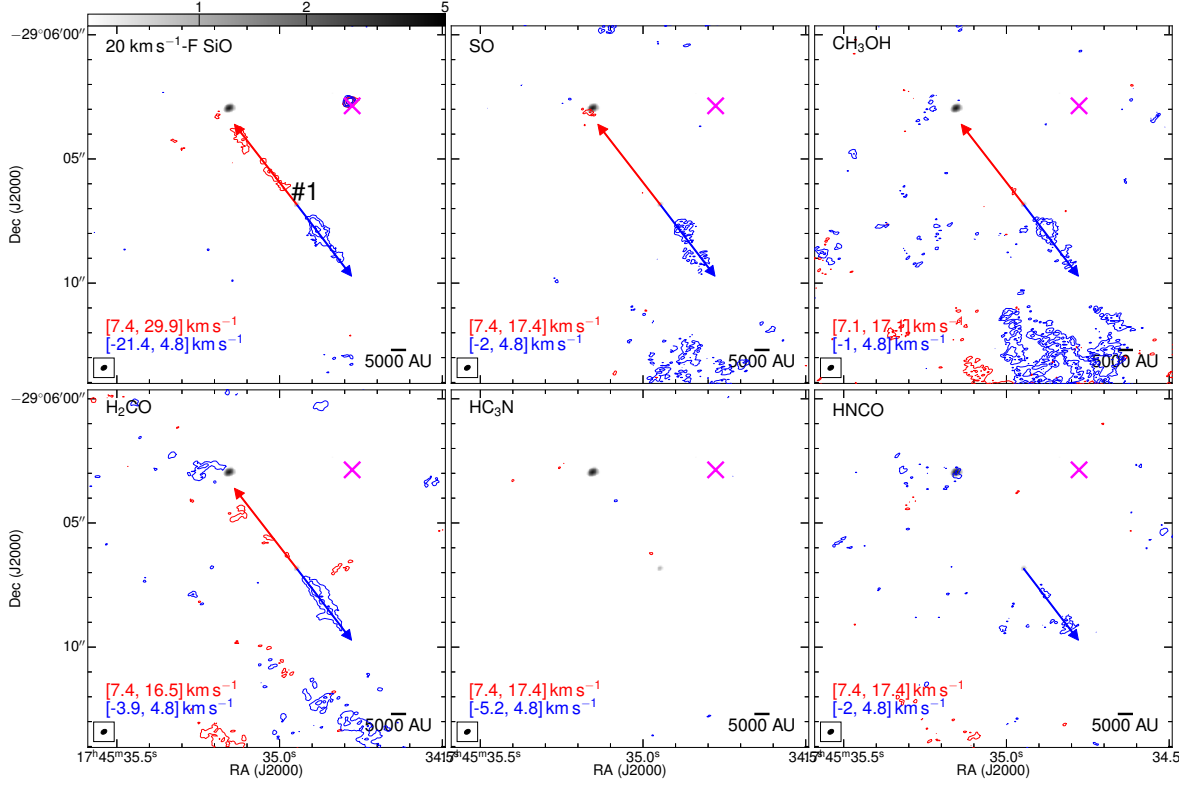 1 2 5
−29°06′00″
20 km s⁻¹-F SiO
#1
05″
10″
Dec (J2000)
[7.4, 29.9] km s⁻¹
[-21.4, 4.8] km s⁻¹
5000 AU
SO
[7.4, 17.4] km s⁻¹
[-2, 4.8] km s⁻¹
5000 AU
CH₃OH
[7.1, 17.1] km s⁻¹
[-1, 4.8] km s⁻¹
5000 AU
−29°06′00″
H₂CO
05″
10″
Dec (J2000)
[7.4, 16.5] km s⁻¹
[-3.9, 4.8] km s⁻¹
5000 AU
17ʰ45ᵐ35.5ˢ 35.0ˢ
RA (J2000)
HC₃N
[7.4, 17.4] km s⁻¹
[-5.2, 4.8] km s⁻¹
5000 AU
35.0ˢ
RA (J2000)
HNCO
[7.4, 17.4] km s⁻¹
[-2, 4.8] km s⁻¹
5000 AU
35.0ˢ 34.5ˢ
RA (J2000)